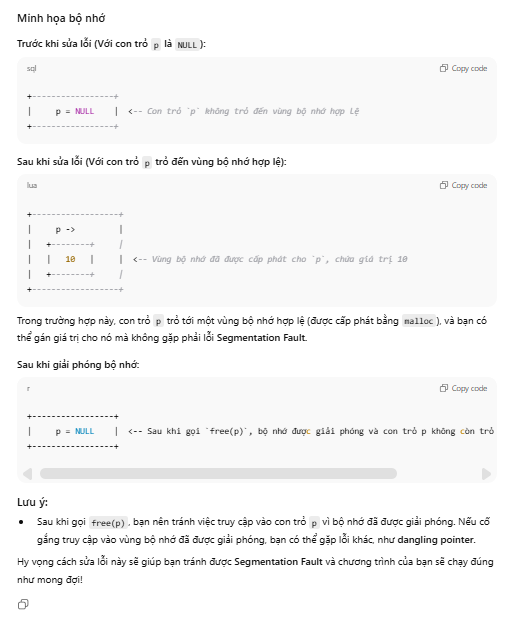 Minh họa bộ nhớ
Trước khi sửa lỗi (Với con trỏ p là NULL):
sql
Copy code
+----------------+
|     p = NULL    |  <-- Con trỏ `p` không trỏ đến vùng bộ nhớ hợp lệ
+----------------+
Sau khi sửa lỗi (Với con trỏ p trỏ đến vùng bộ nhớ hợp lệ):
lua
Copy code
+-----------------+
|     p ->         |
|   +--------+     |
|   |   10   |     |  <-- Vùng bộ nhớ đã được cấp phát cho `p`, chứa giá trị 10
|   +--------+     |
+-----------------+
Trong trường hợp này, con trỏ p trỏ tới một vùng bộ nhớ hợp lệ (được cấp phát bằng malloc), và bạn có
thể gán giá trị cho nó mà không gặp phải lỗi Segmentation Fault.
Sau khi giải phóng bộ nhớ:
r
Copy code
+----------------+
|     p = NULL    |  <-- Sau khi gọi `free(p)`, bộ nhớ được giải phóng và con trỏ p không còn trỏ
+----------------+
Lưu ý:
• Sau khi gọi free(p), bạn nên tránh việc truy cập vào con trỏ p vì bộ nhớ đã được giải phóng. Nếu cố
gắng truy cập vào vùng bộ nhớ đã được giải phóng, bạn có thể gặp lỗi khác, như dangling pointer.
Hy vọng cách sửa lỗi này sẽ giúp bạn tránh được Segmentation Fault và chương trình của bạn sẽ chạy đúng
như mong đợi!